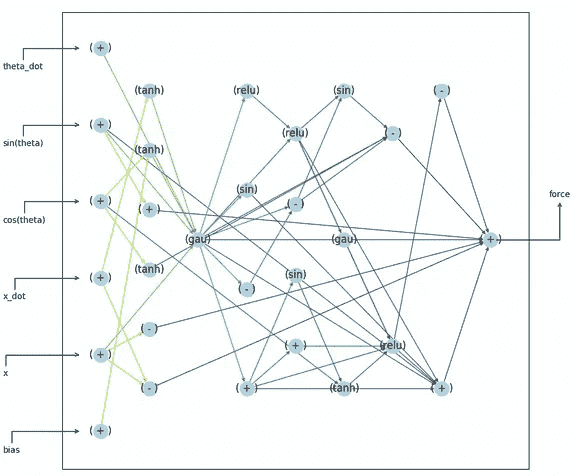 (+)
theta_dot
(tanh)
(relu)
(sin)
(-)
(+)
sin(theta)
(relu)
(-)
(tanh)
(sin)
(+)
cos(theta)
(+)
(-)
force
(gau)
(gau)
(+)
(tanh)
(+)
x_dot
(-)
(sin)
(-)
(+)
x
(+)
(relu)
(-)
(+)
(tanh)
(+)
(+)
bias